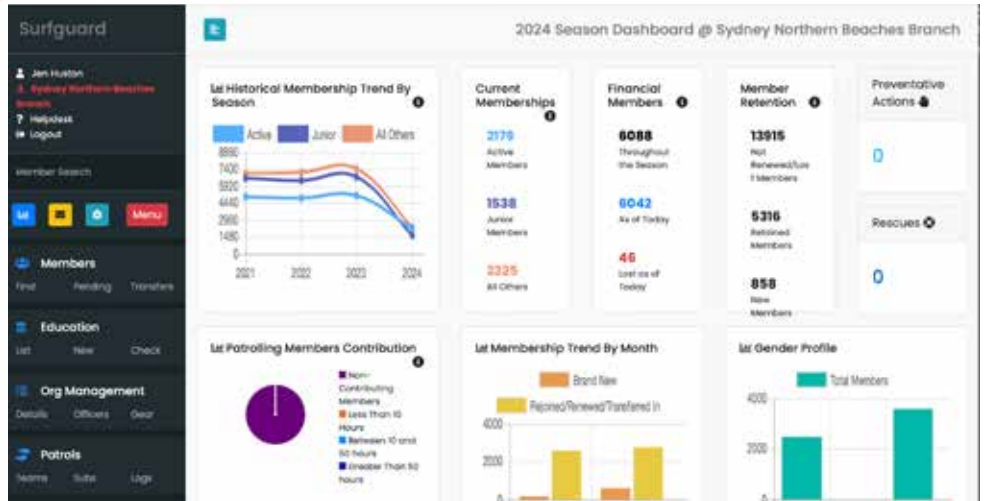 Surfguard
2024 Season Dashboard @ Sydney Northern Beaches Branch
Jen Huston
Sydney Northern Beaches
Branch
Helpdesk
Logout
Member Search
Menu
Members
Find Pending Transfers
Education
List New Check
Org Management
Details Officers Gear
Patrols
Teams Subs Logs
Historical Membership Trend By
Season
Active Junior All Others
8880
7400
5920
4440
2960
1480
0
2021 2022 2023 2024
Current
Memberships
2179
Active
Members
1538
Junior
Members
2325
All Others
Financial
Members
6088
Throughout
the Season
6042
As of Today
46
Lost as of
Today
Member
Retention
13915
Not
Renewed/Los
T Members
5316
Retained
Members
858
New
Members
Preventative
Actions
0
Rescues
0
Patrolling Members Contribution
Non-
Contributing
Members
Less Than 10
Hours
Between 10 and
50 hours
Greater Than 50
hours
Membership Trend By Month
Brand New
Rejoined/Renewed/Transferred In
4000
2000
0
Gender Profile
Total Members
4000
2000
0